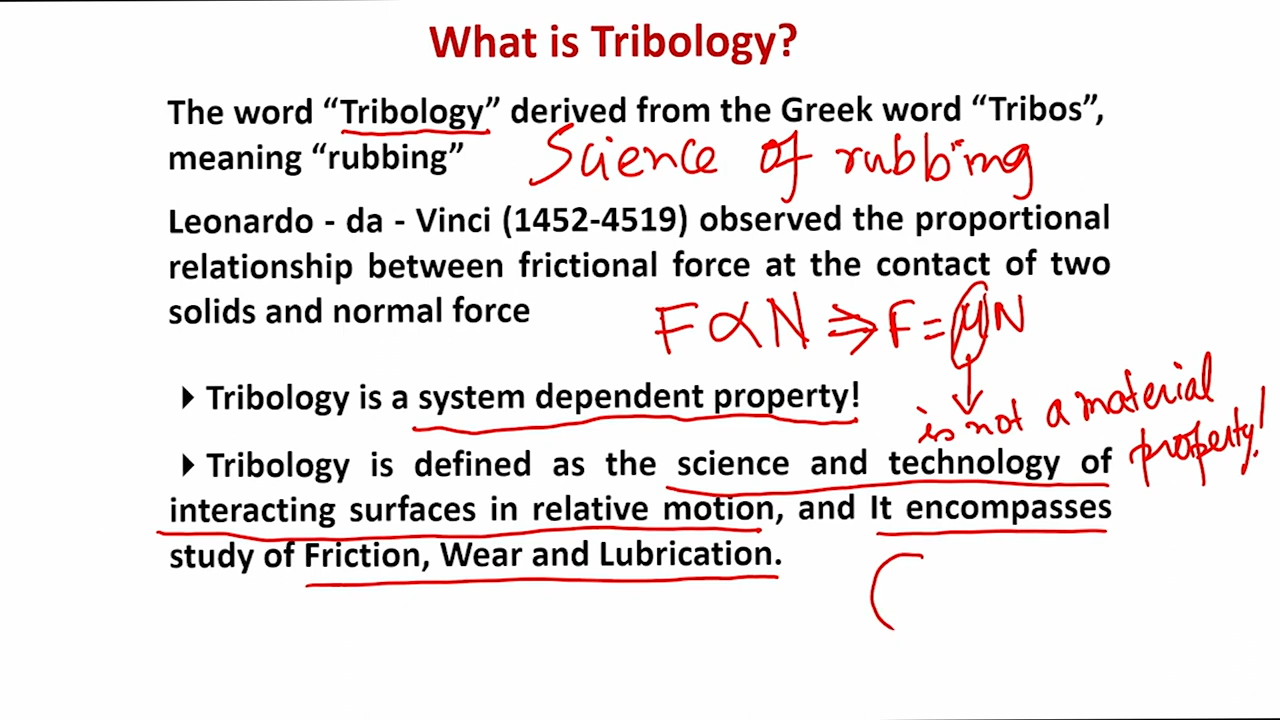 What is Tribology?
The word “Tribology” derived from the Greek word “Tribos”,
meaning “rubbing” Science of rubbing
Leonardo - da - Vinci (1452-4519) observed the proportional
relationship between frictional force at the contact of two
solids and normal force
F ∝ N ⇒ F = μN
Tribology is a system dependent property!
is not a material
property!
Tribology is defined as the science and technology of
interacting surfaces in relative motion, and It encompasses
study of Friction, Wear and Lubrication.